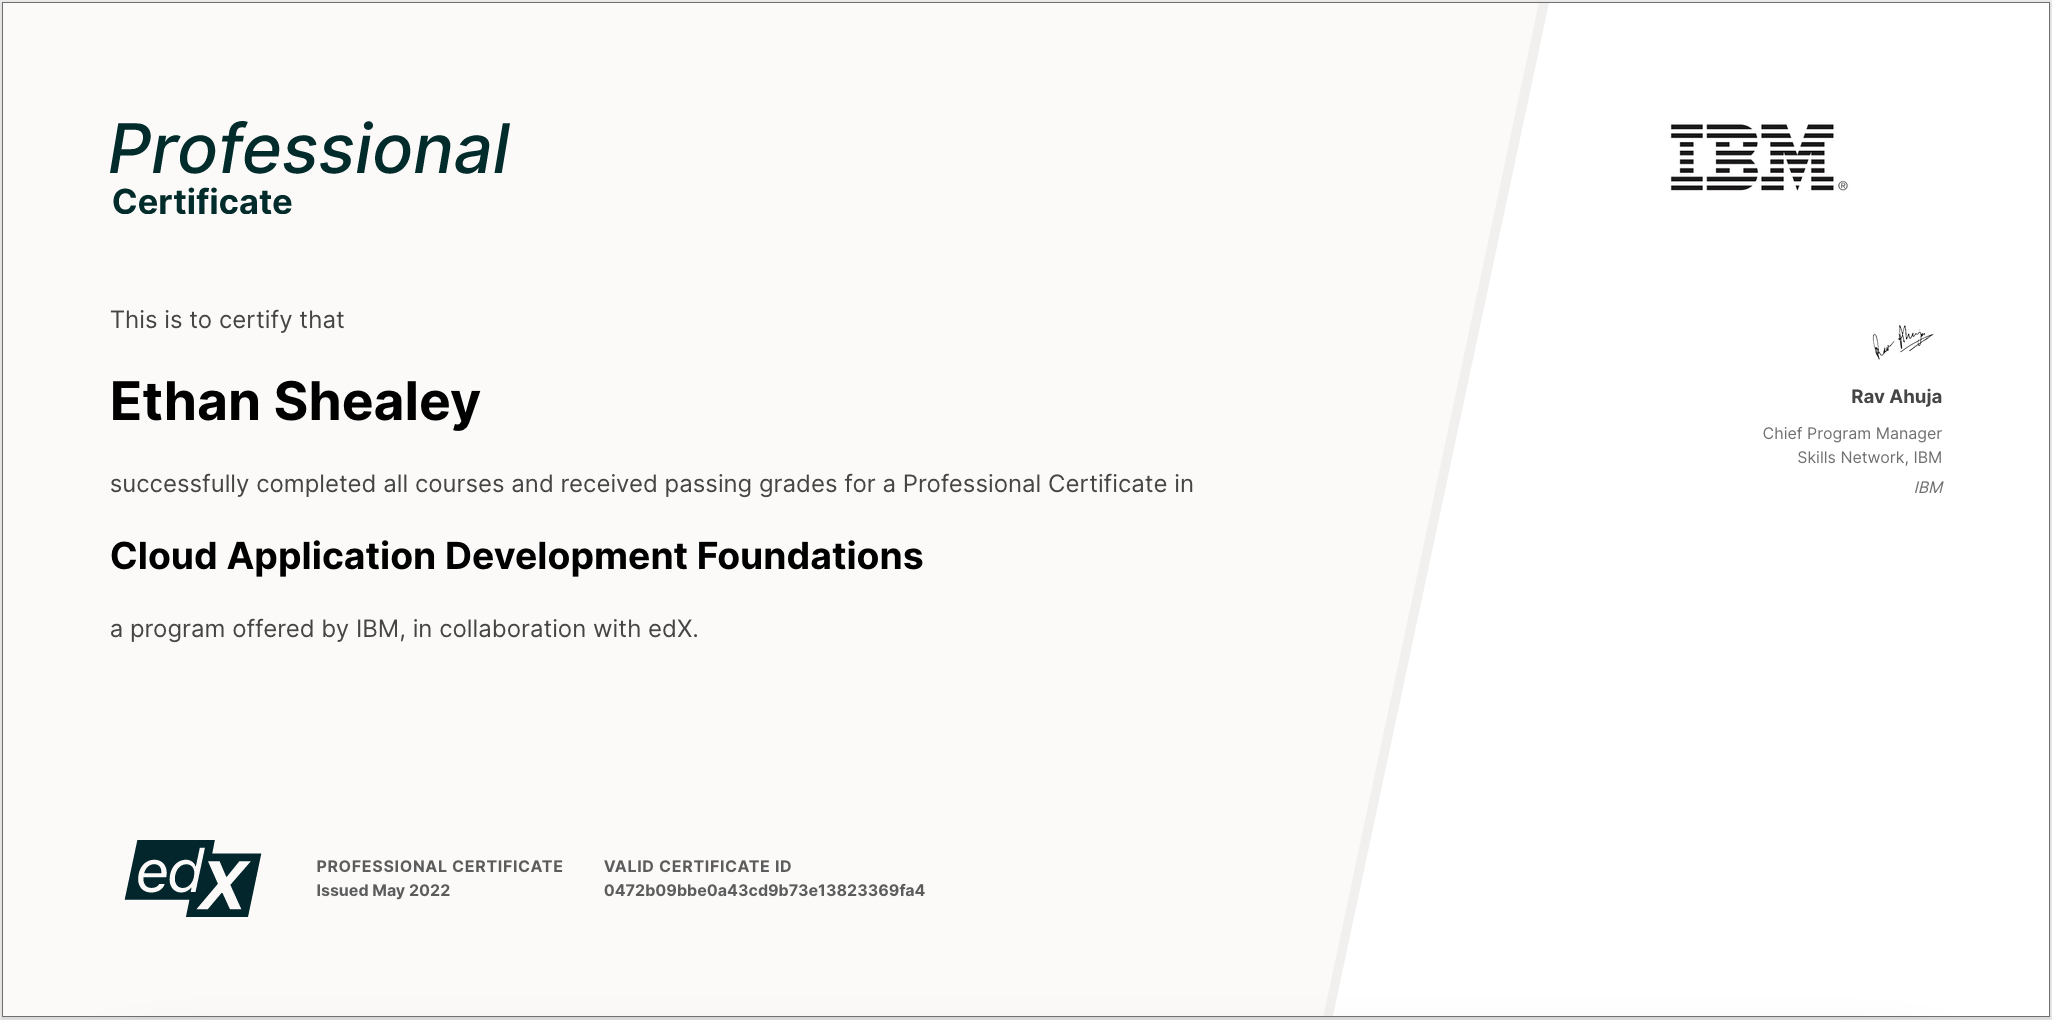 Professional
Certificate
This is to certify that
Ethan Shealey
successfully completed all courses and received passing grades for a Professional Certificate in
Cloud Application Development Foundations
a program offered by IBM, in collaboration with edX.
edX
PROFESSIONAL CERTIFICATE
Issued May 2022
VALID CERTIFICATE ID
0472b09bbe0a43cd9b73e13823369fa4
IBM®
Rav Ahuja
Rav Ahuja
Chief Program Manager
Skills Network, IBM
IBM